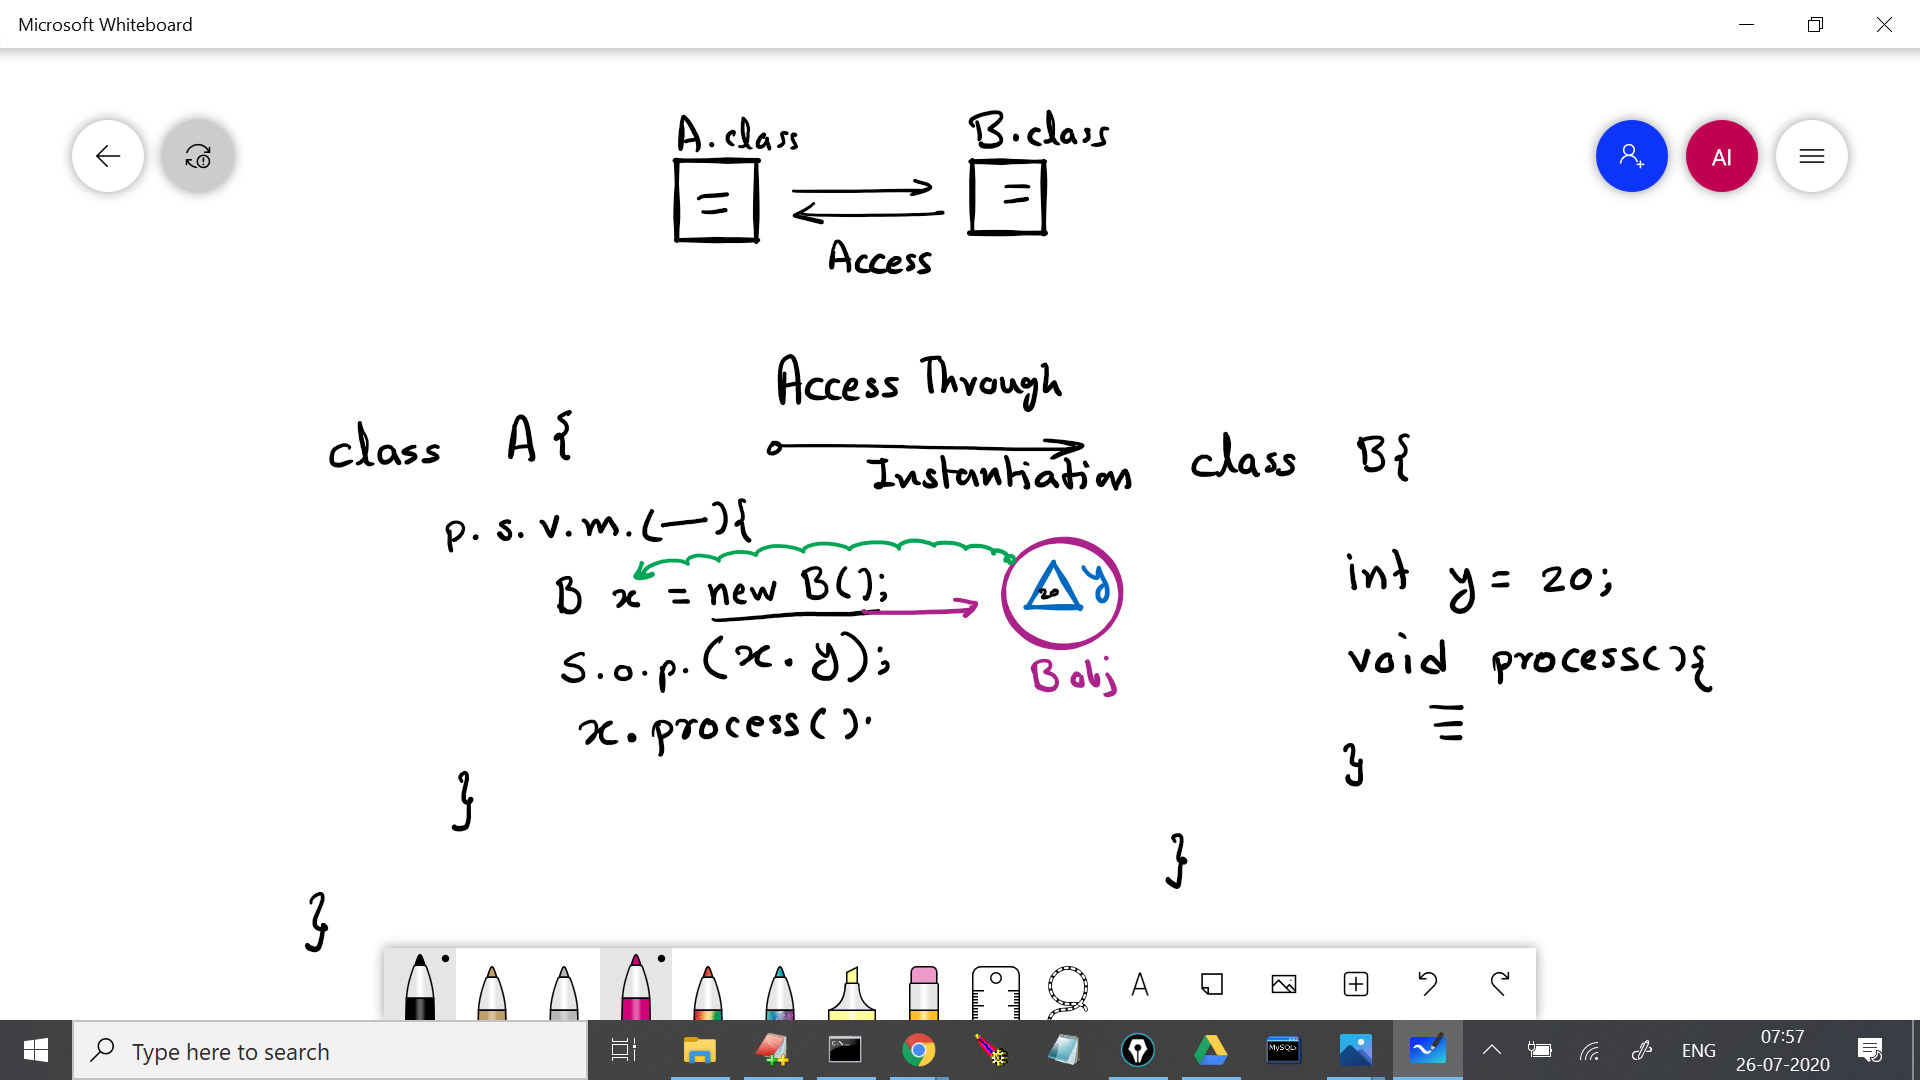 Microsoft Whiteboard
AI
A.class
B.class
=
=
Access
Access Through
Instantiation
class A{
p. s. v. m. (—){
B x = new B();
S.o.p. (x.y);
x.process().
}
}
20 y
B obj
class B{
int y = 20;
void process(){
≡
}
}
A
Type here to search
C:\
MySQL
ENG
07:57
26-07-2020